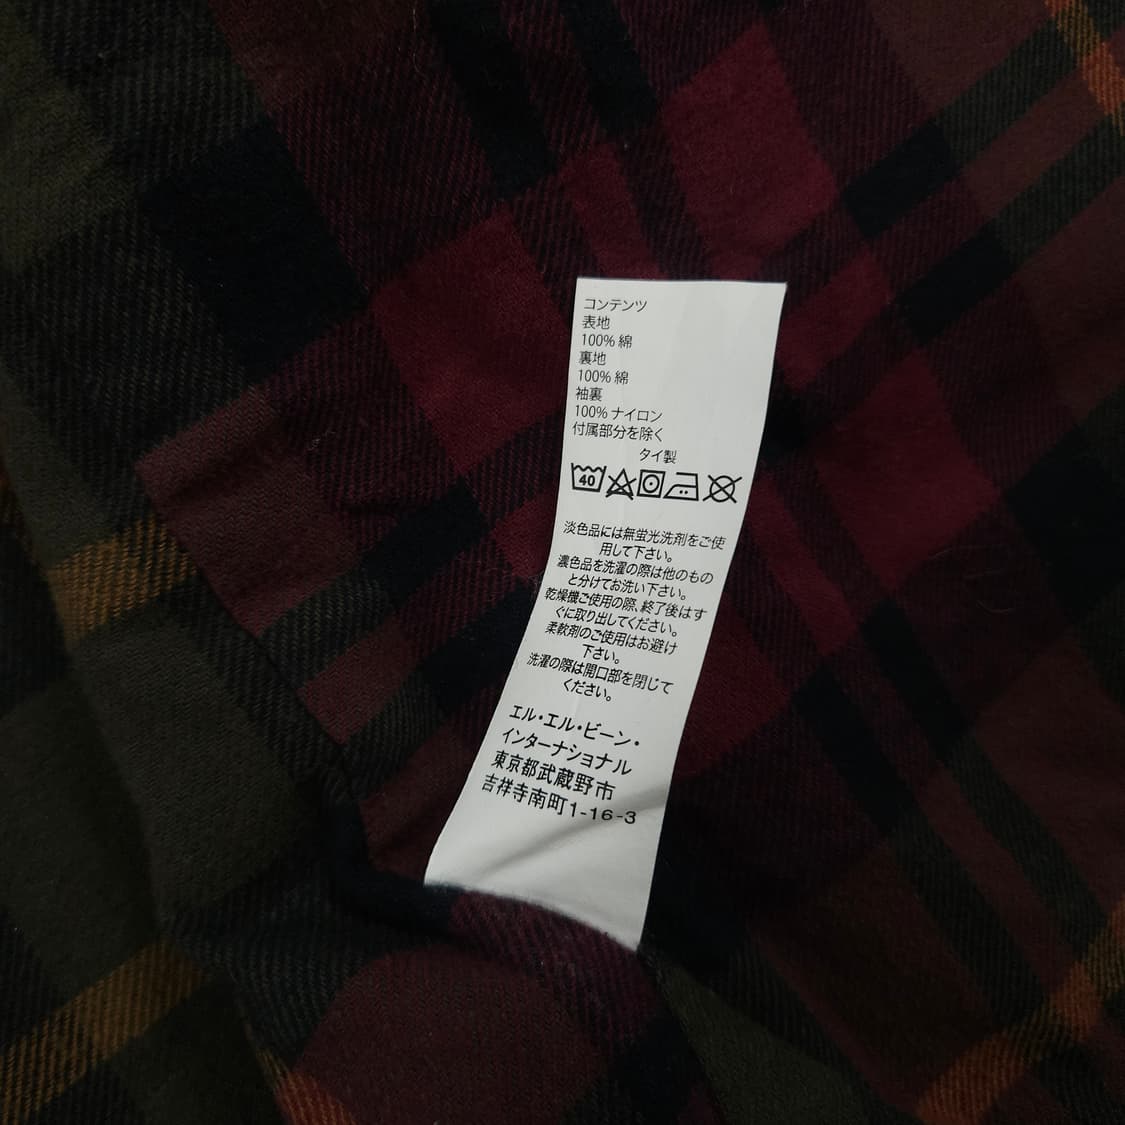 コンテンツ
表地
100% 綿
裏地
100% 綿
袖裏
100% ナイロン
付属部分を除く
タイ製
40
淡色品には無蛍光洗剤をご使
用して下さい。
濃色品を洗濯の際は他のもの
と分けてお洗い下さい。
乾燥機ご使用の際、終了後はす
ぐに取り出してください。
柔軟剤のご使用はお避け
下さい。
洗濯の際は開口部を閉じて
ください。
エル・エル・ビーン・
インターナショナル
東京都武蔵野市
吉祥寺南町1-16-3